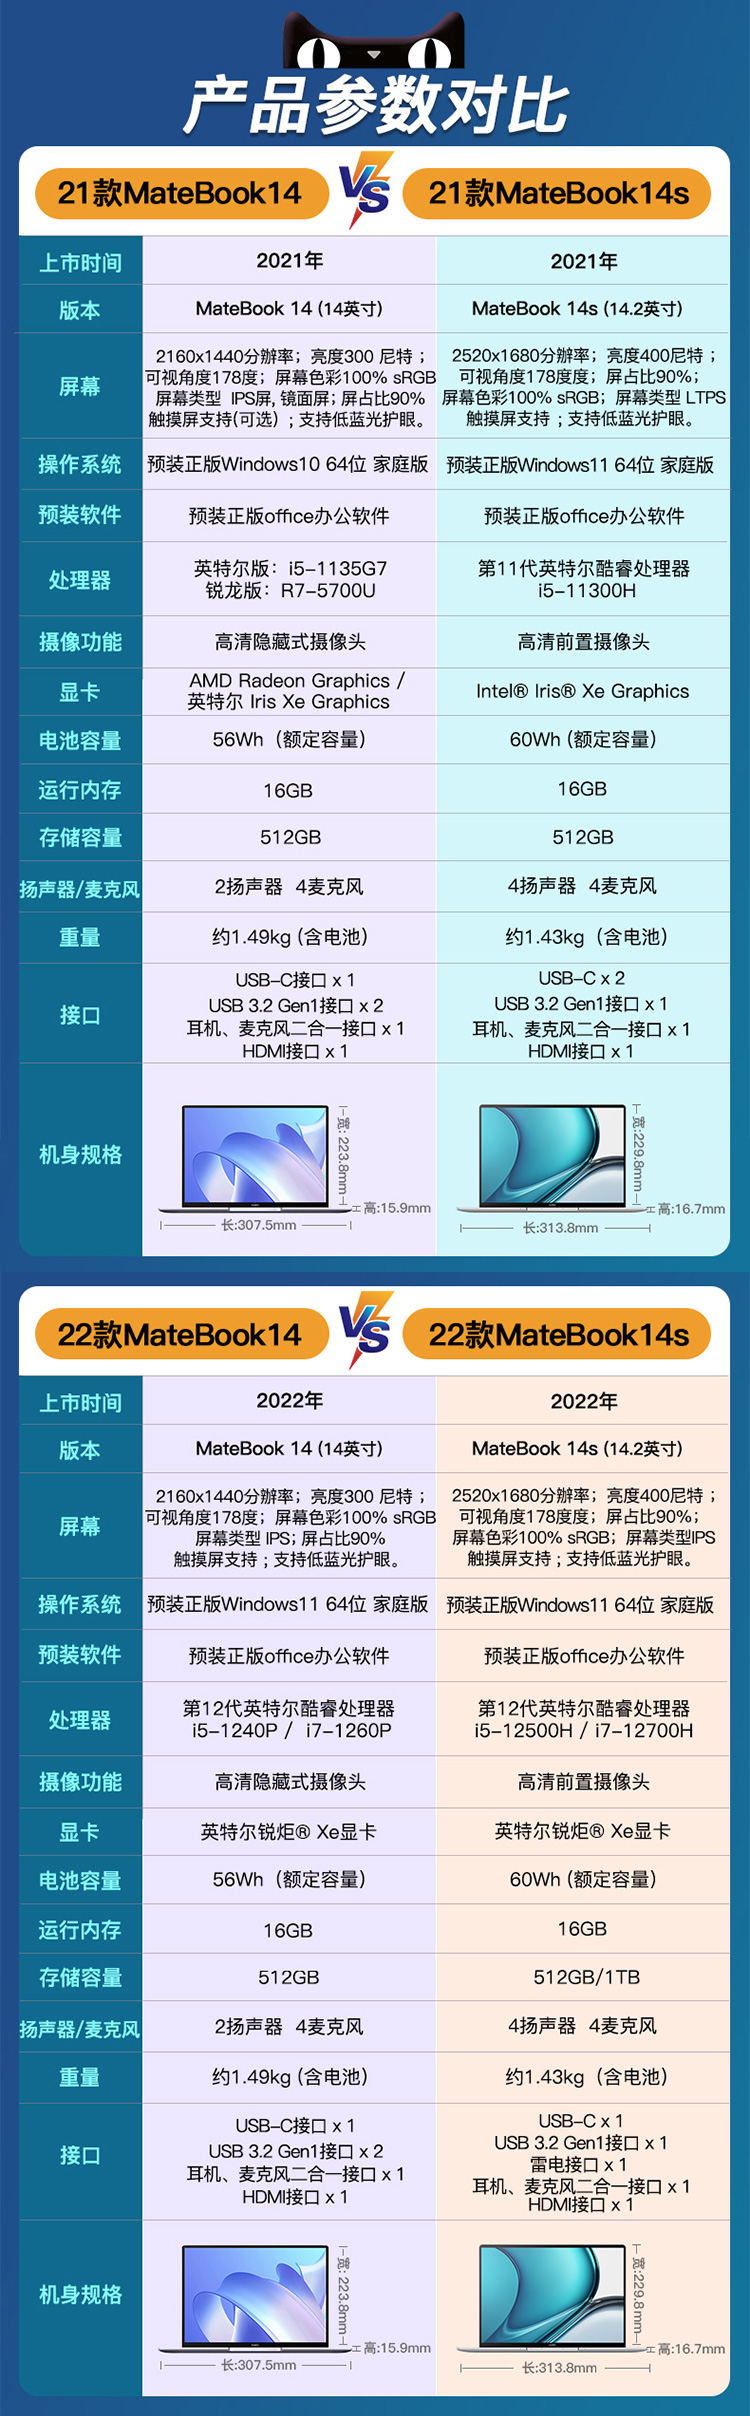 产品参数对比
21款MateBook14 VS 21款MateBook14s
上市时间 2021年 2021年
版本 MateBook 14 (14英寸) MateBook 14s (14.2英寸)
屏幕
2160x1440分辨率；亮度300 尼特；
可视角度178度；屏幕色彩100% sRGB
屏幕类型 IPS屏, 镜面屏；屏占比90%
触摸屏支持(可选)；支持低蓝光护眼。
2520x1680分辨率；亮度400尼特；
可视角度178度度；屏占比90%；
屏幕色彩100% sRGB；屏幕类型 LTPS
触摸屏支持；支持低蓝光护眼。
操作系统 预装正版Windows10 64位 家庭版 预装正版Windows11 64位 家庭版
预装软件 预装正版office办公软件 预装正版office办公软件
处理器
英特尔版：i5-1135G7
锐龙版：R7-5700U
第11代英特尔酷睿处理器
i5-11300H
摄像功能 高清隐藏式摄像头 高清前置摄像头
显卡
AMD Radeon Graphics /
英特尔 Iris Xe Graphics
Intel® Iris® Xe Graphics
电池容量 56Wh（额定容量） 60Wh (额定容量)
运行内存 16GB 16GB
存储容量 512GB 512GB
扬声器/麦克风 2扬声器 4麦克风 4扬声器 4麦克风
重量 约1.49kg (含电池) 约1.43kg（含电池）
接口
USB-C接口 x 1
USB 3.2 Gen1接口 x 2
耳机、麦克风二合一接口 x 1
HDMI接口 x 1
USB-C x 2
USB 3.2 Gen1接口 x 1
耳机、麦克风二合一接口 x 1
HDMI接口 x 1
机身规格
宽: 223.8mm
高:15.9mm
长:307.5mm
宽:229.8mm
高:16.7mm
长:313.8mm
22款MateBook14 VS 22款MateBook14s
上市时间 2022年 2022年
版本 MateBook 14 (14英寸) MateBook 14s (14.2英寸)
屏幕
2160x1440分辨率；亮度300 尼特；
可视角度178度；屏幕色彩100% sRGB
屏幕类型 IPS；屏占比90%
触摸屏支持；支持低蓝光护眼。
2520x1680分辨率；亮度400尼特；
可视角度178度度；屏占比90%；
屏幕色彩100% sRGB；屏幕类型IPS
触摸屏支持；支持低蓝光护眼。
操作系统 预装正版Windows11 64位 家庭版 预装正版Windows11 64位 家庭版
预装软件 预装正版office办公软件 预装正版office办公软件
处理器
第12代英特尔酷睿处理器
i5-1240P / i7-1260P
第12代英特尔酷睿处理器
i5-12500H / i7-12700H
摄像功能 高清隐藏式摄像头 高清前置摄像头
显卡 英特尔锐炬® Xe显卡 英特尔锐炬® Xe显卡
电池容量 56Wh（额定容量） 60Wh (额定容量)
运行内存 16GB 16GB
存储容量 512GB 512GB/1TB
扬声器/麦克风 2扬声器 4麦克风 4扬声器 4麦克风
重量 约1.49kg (含电池) 约1.43kg（含电池）
接口
USB-C接口 x 1
USB 3.2 Gen1接口 x 2
耳机、麦克风二合一接口 x 1
HDMI接口 x 1
USB-C x 1
USB 3.2 Gen1接口 x 1
雷电接口 x 1
耳机、麦克风二合一接口 x 1
HDMI接口 x 1
机身规格
宽: 223.8mm
高:15.9mm
长:307.5mm
宽:229.8mm
高:16.7mm
长:313.8mm